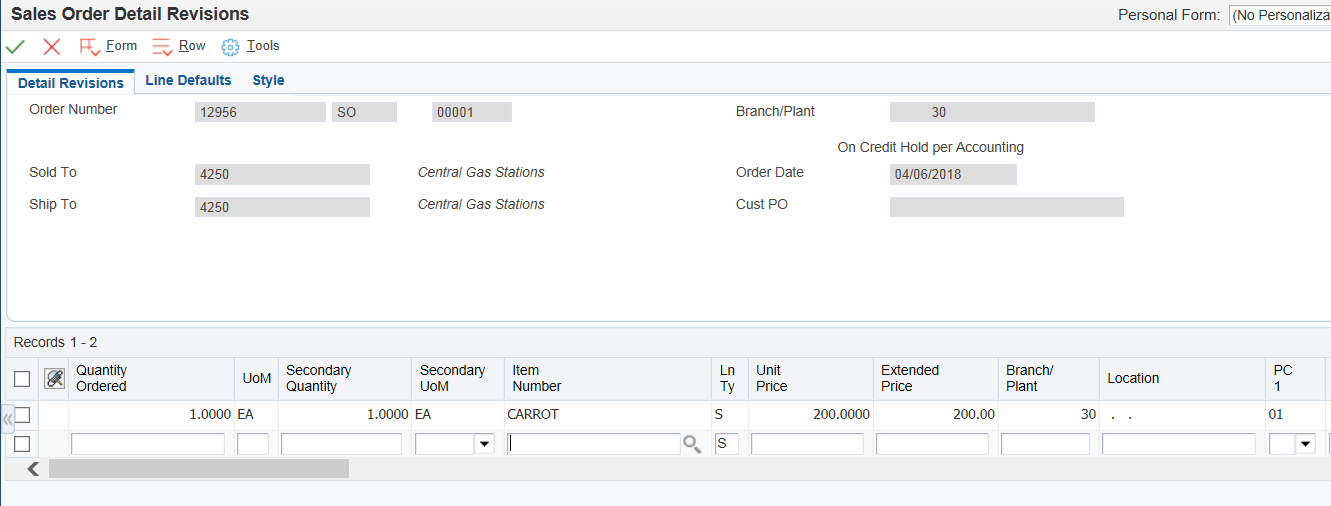 Sales Order Detail Revisions
Personal Form: (No Personaliza
Form Row Tools
Detail Revisions Line Defaults Style
Order Number 12956 SO 00001 Branch/Plant 30
On Credit Hold per Accounting
Sold To 4250 Central Gas Stations Order Date 04/06/2018
Ship To 4250 Central Gas Stations Cust PO
Records 1 - 2
Quantity Ordered UoM Secondary Quantity Secondary UoM Item Number Ln Ty Unit Price Extended Price Branch/ Plant Location PC 1
1.0000 EA 1.0000 EA CARROT S 200.0000 200.00 30 . . 01
S